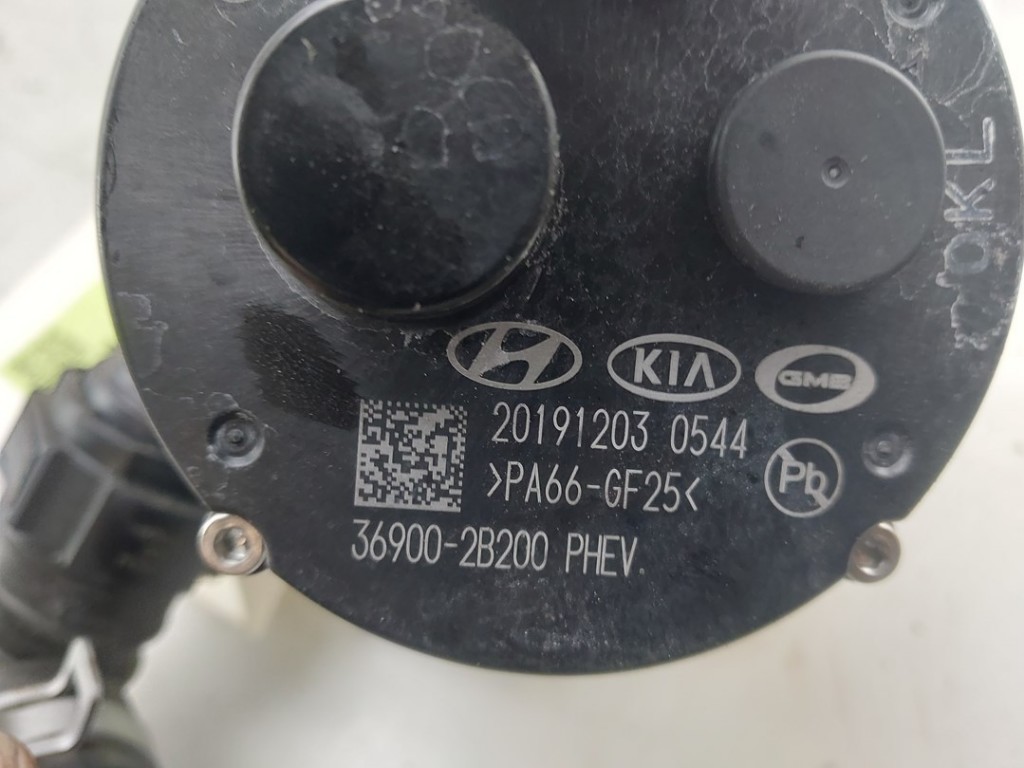 KIA GMB
20191203 0544
>PA66-GF25<
Pb
36900-2B200 PHEV.